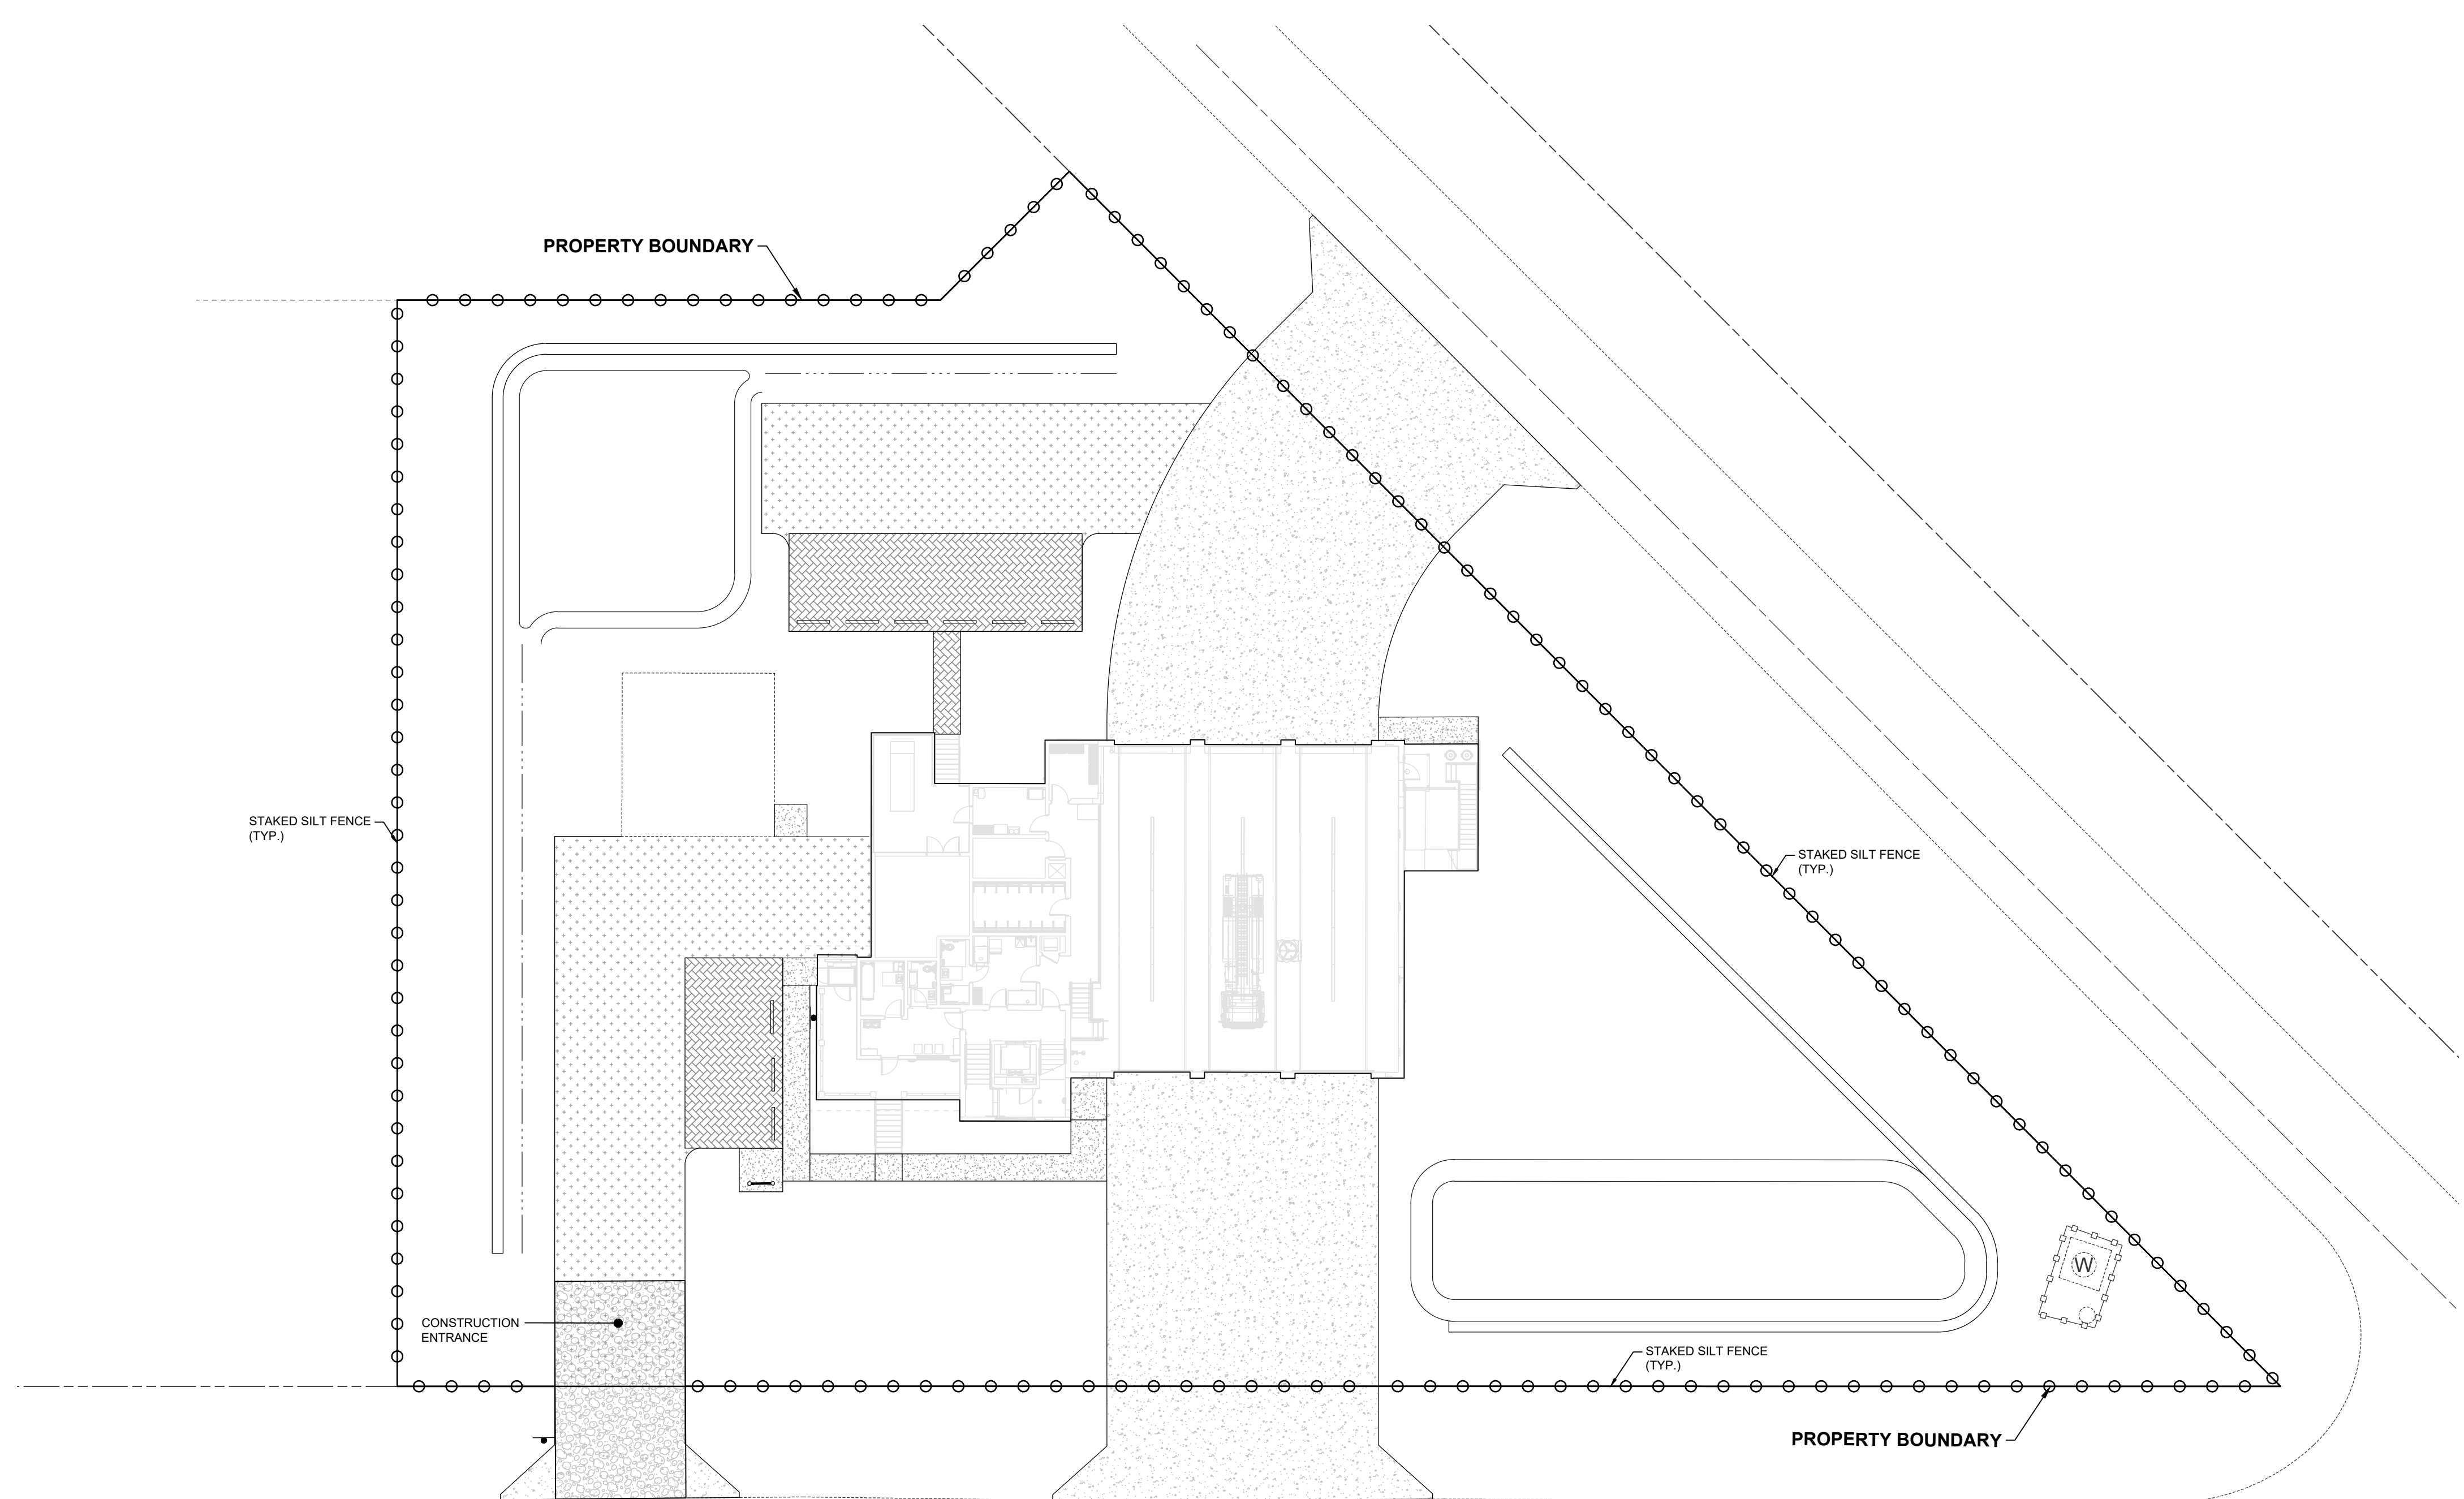 PROPERTY BOUNDARY
STAKED SILT FENCE
(TYP.)
STAKED SILT FENCE
(TYP.)
W
CONSTRUCTION
ENTRANCE
STAKED SILT FENCE
(TYP.)
PROPERTY BOUNDARY